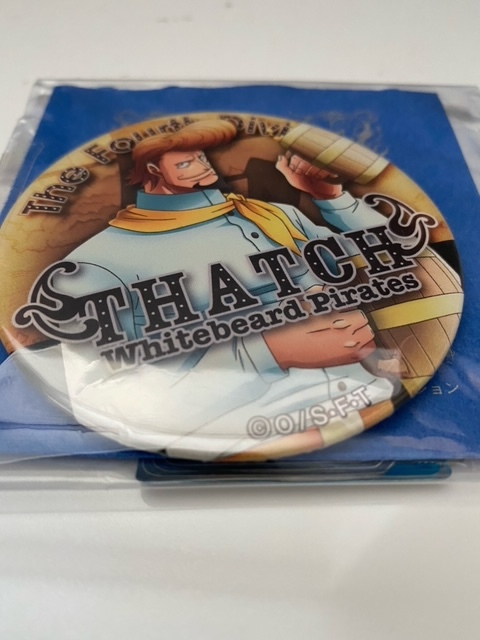 The Fourth Divi
THATCH
Whitebeard Pirates
©O/S･F･T
ョン